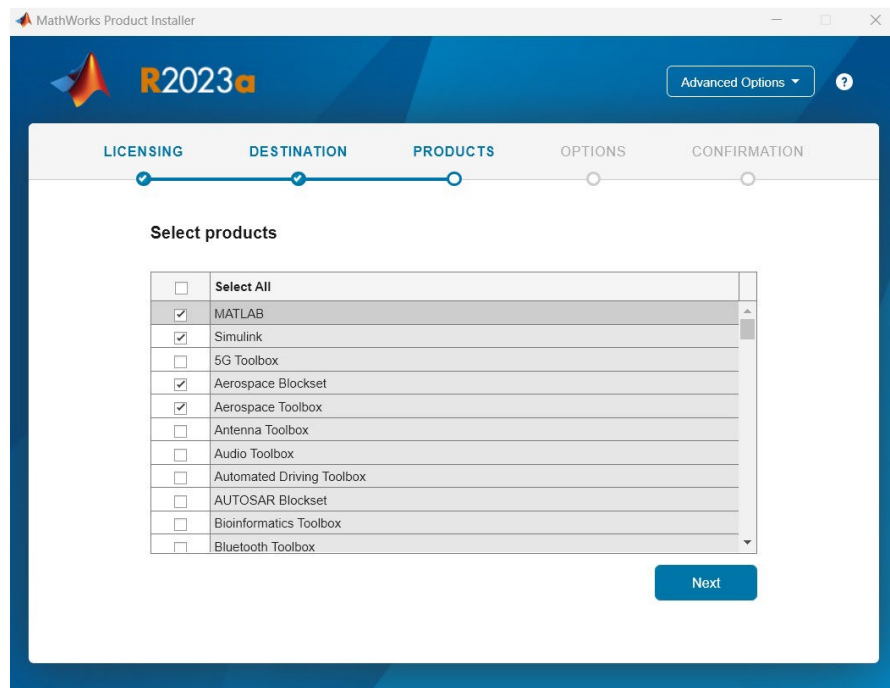 MathWorks Product Installer
R2023a
Advanced Options
?
LICENSING DESTINATION PRODUCTS OPTIONS CONFIRMATION
Select products
Select All
MATLAB
Simulink
5G Toolbox
Aerospace Blockset
Aerospace Toolbox
Antenna Toolbox
Audio Toolbox
Automated Driving Toolbox
AUTOSAR Blockset
Bioinformatics Toolbox
Bluetooth Toolbox
Next